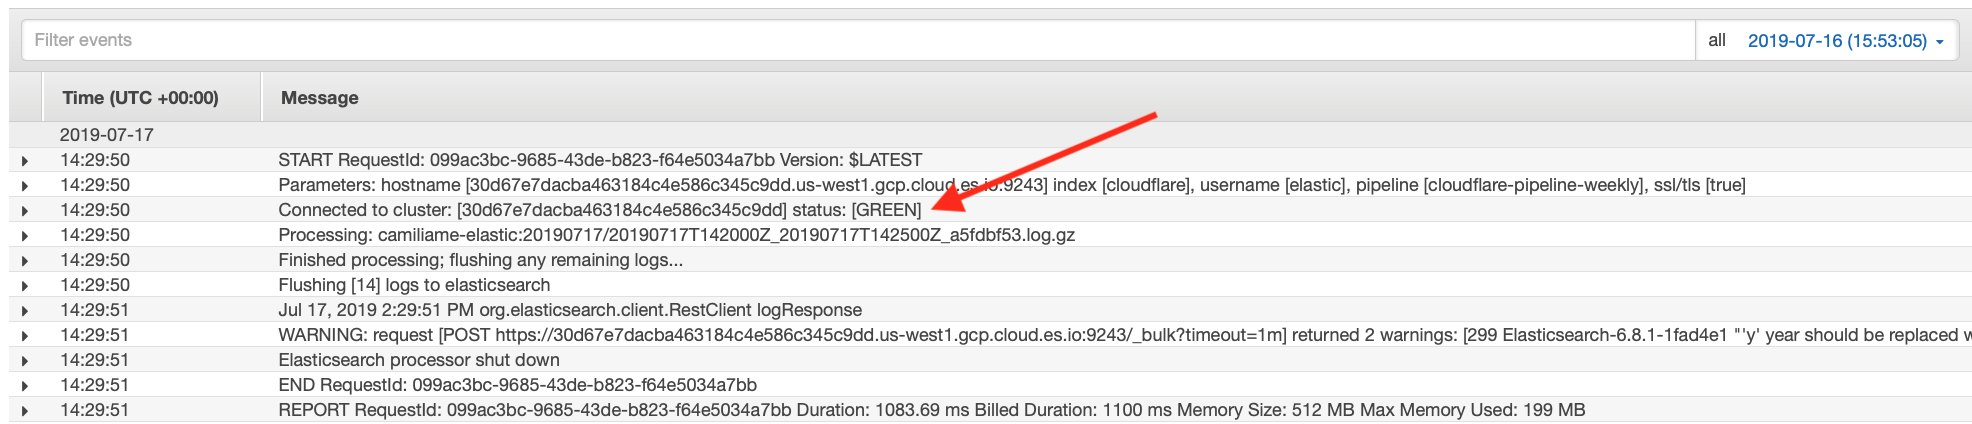 Filter events all 2019-07-16 (15:53:05)
Time (UTC +00:00) Message
2019-07-17
14:29:50 START RequestId: 099ac3bc-9685-43de-b823-f64e5034a7bb Version: $LATEST
14:29:50 Parameters: hostname [30d67e7dacba463184c4e586c345c9dd.us-west1.gcp.cloud.es.io:9243] index [cloudflare], username [elastic], pipeline [cloudflare-pipeline-weekly], ssl/tls [true]
14:29:50 Connected to cluster: [30d67e7dacba463184c4e586c345c9dd] status: [GREEN]
14:29:50 Processing: camiliame-elastic:20190717/20190717T142000Z_20190717T142500Z_a5fdbf53.log.gz
14:29:50 Finished processing; flushing any remaining logs...
14:29:50 Flushing [14] logs to elasticsearch
14:29:51 Jul 17, 2019 2:29:51 PM org.elasticsearch.client.RestClient logResponse
14:29:51 WARNING: request [POST https://30d67e7dacba463184c4e586c345c9dd.us-west1.gcp.cloud.es.io:9243/_bulk?timeout=1m] returned 2 warnings: [299 Elasticsearch-6.8.1-1fad4e1 "'y' year should be replaced w
14:29:51 Elasticsearch processor shut down
14:29:51 END RequestId: 099ac3bc-9685-43de-b823-f64e5034a7bb
14:29:51 REPORT RequestId: 099ac3bc-9685-43de-b823-f64e5034a7bb Duration: 1083.69 ms Billed Duration: 1100 ms Memory Size: 512 MB Max Memory Used: 199 MB